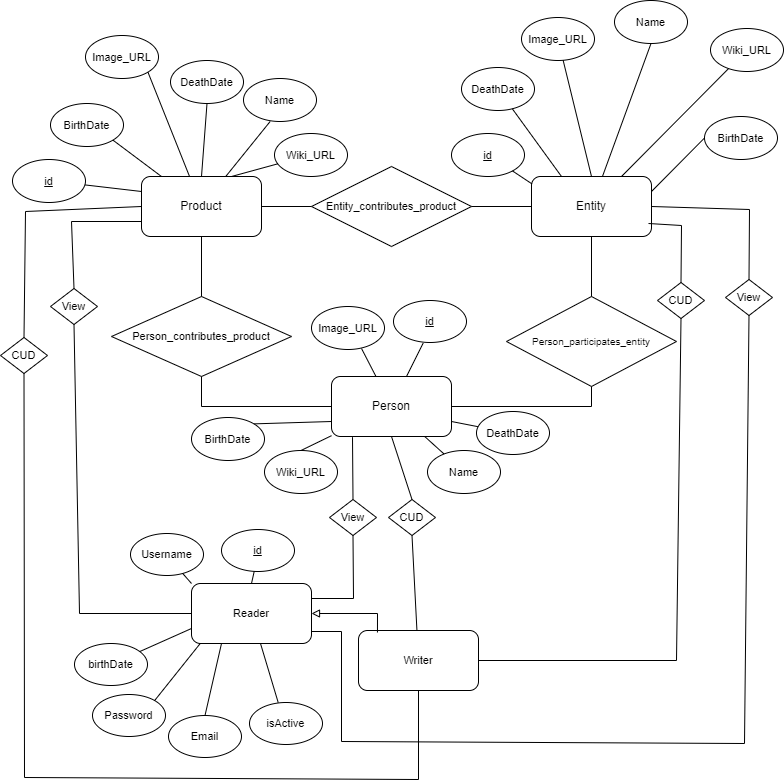 Name
Image_URL
Wiki_URL
Image_URL
DeathDate
DeathDate
Name
BirthDate
BirthDate
Wiki_URL
id
id
Product
Entity_contributes_product
Entity
View
CUD
View
Person_contributes_product
Person_participates_entity
Image_URL
id
CUD
Person
BirthDate
DeathDate
Wiki_URL
Name
View
CUD
Username
id
Reader
birthDate
Writer
Password
Email
isActive